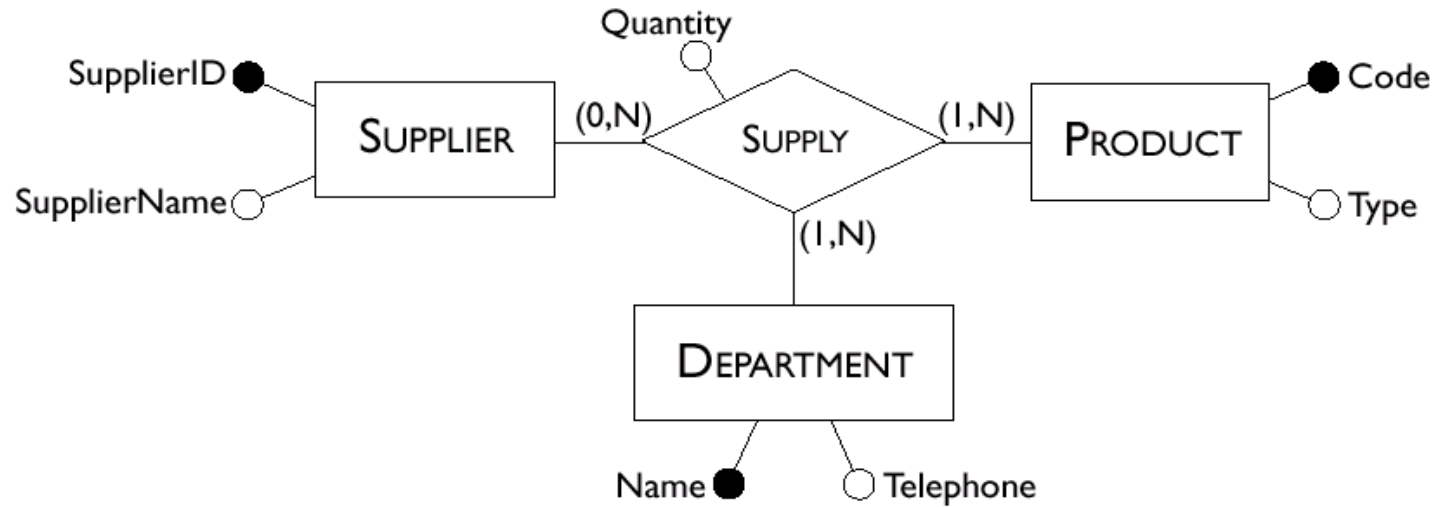 Quantity
SupplierID
SUPPLIER
(0,N)
SUPPLY
(1,N)
PRODUCT
Code
SupplierName
Type
(1,N)
DEPARTMENT
Name
Telephone